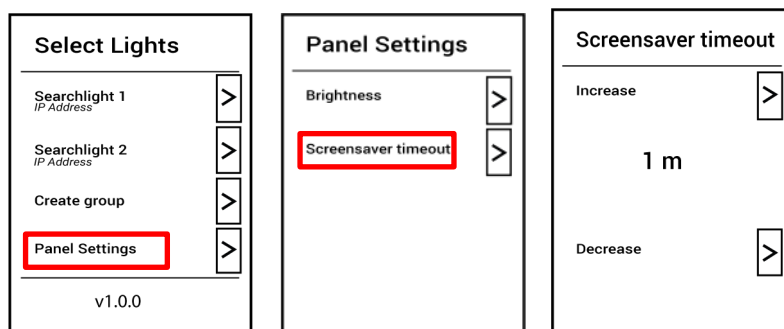 Select Lights
Searchlight 1
IP Address
>
Searchlight 2
IP Address
>
Create group
>
Panel Settings
>
v1.0.0
Panel Settings
Brightness
>
Screensaver timeout
>
Screensaver timeout
Increase
>
1 m
Decrease
>